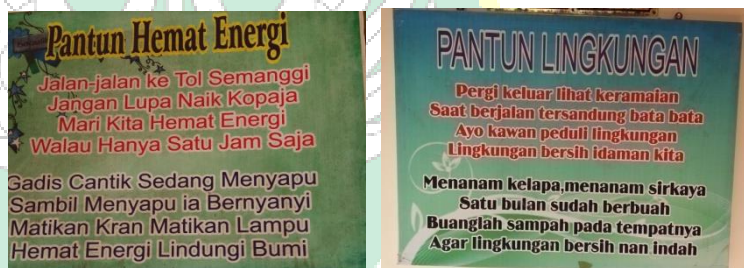 Pantun Hemat Energi
Jalan-jalan ke Tol Semanggi
Jangan Lupa Naik Kopaja
Mari Kita Hemat Energi
Walau Hanya Satu Jam Saja
Gadis Cantik Sedang Menyapu
Sambil Menyapu ia Bernyanyi
Matikan Kran Matikan Lampu
Hemat Energi Lindungi Bumi
PANTUN LINGKUNGAN
Pergi keluar lihat keramaian
Saat berjalan tersandung bata bata
Ayo kawan peduli lingkungan
Lingkungan bersih idaman kita
Menanam kelapa,menanam sirkaya
Satu bulan sudah berbuah
Buanglah sampah pada tempatnya
Agar lingkungan bersih nan indah